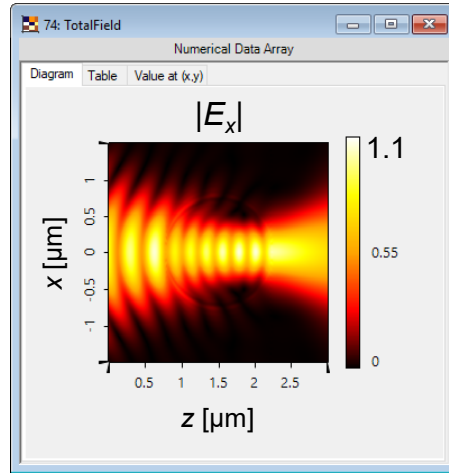 74: TotalField
Numerical Data Array
Diagram Table Value at (x,y)
|Eₓ|
1.1
0.55
0
1
0.5
0
-0.5
-1
x [µm]
0.5 1 1.5 2 2.5
z [µm]